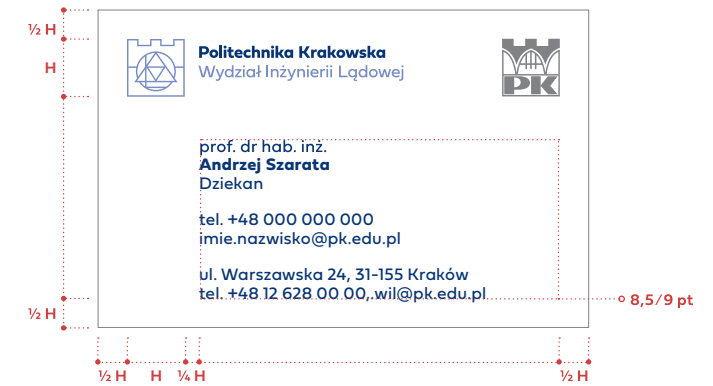 ½ H
H
Politechnika Krakowska
Wydział Inżynierii Lądowej
PK
prof. dr hab. inż.
Andrzej Szarata
Dziekan
tel. +48 000 000 000
imie.nazwisko@pk.edu.pl
ul. Warszawska 24, 31-155 Kraków
tel. +48 12 628 00 00, wil@pk.edu.pl
8,5/9 pt
½ H
½ H H ¼ H ½ H